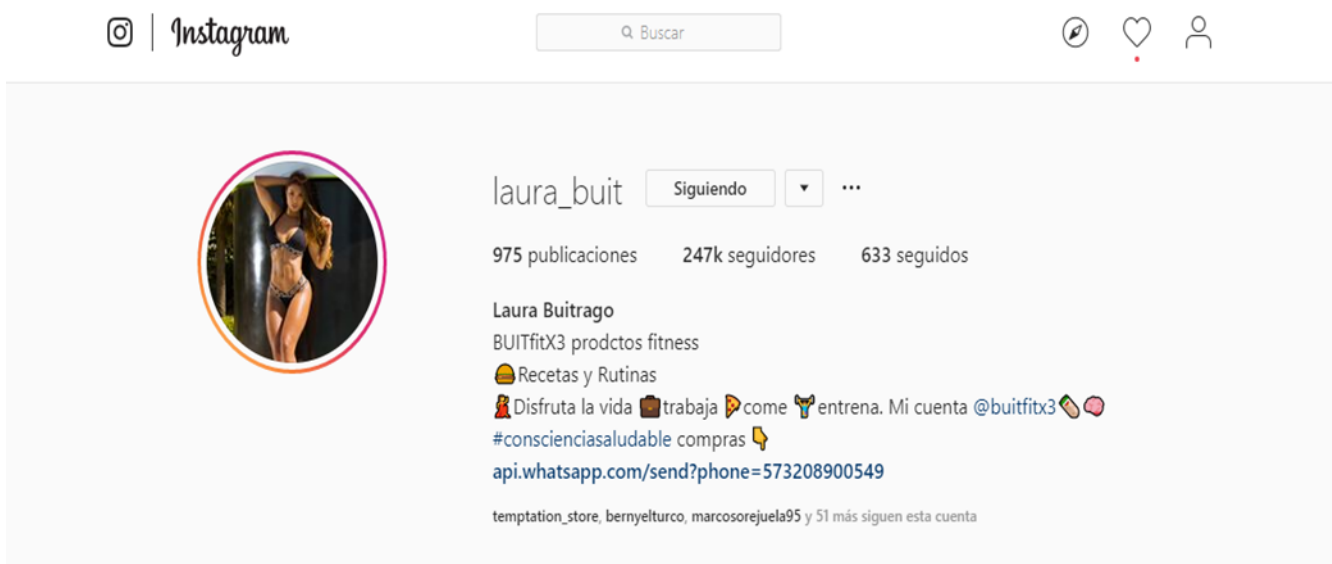 Instagram
Buscar
laura_buit Siguiendo
975 publicaciones 247k seguidores 633 seguidos
Laura Buitrago
BUITfitX3 prodctos fitness
🍔Recetas y Rutinas
💃Disfruta la vida 💼trabaja 🍕come 🏋entrena. Mi cuenta @buitfitx3🌯🧠
#conscienciasaludable compras 👇
api.whatsapp.com/send?phone=573208900549
temptation_store, bernyelturco, marcosorejuela95 y 51 más siguen esta cuenta